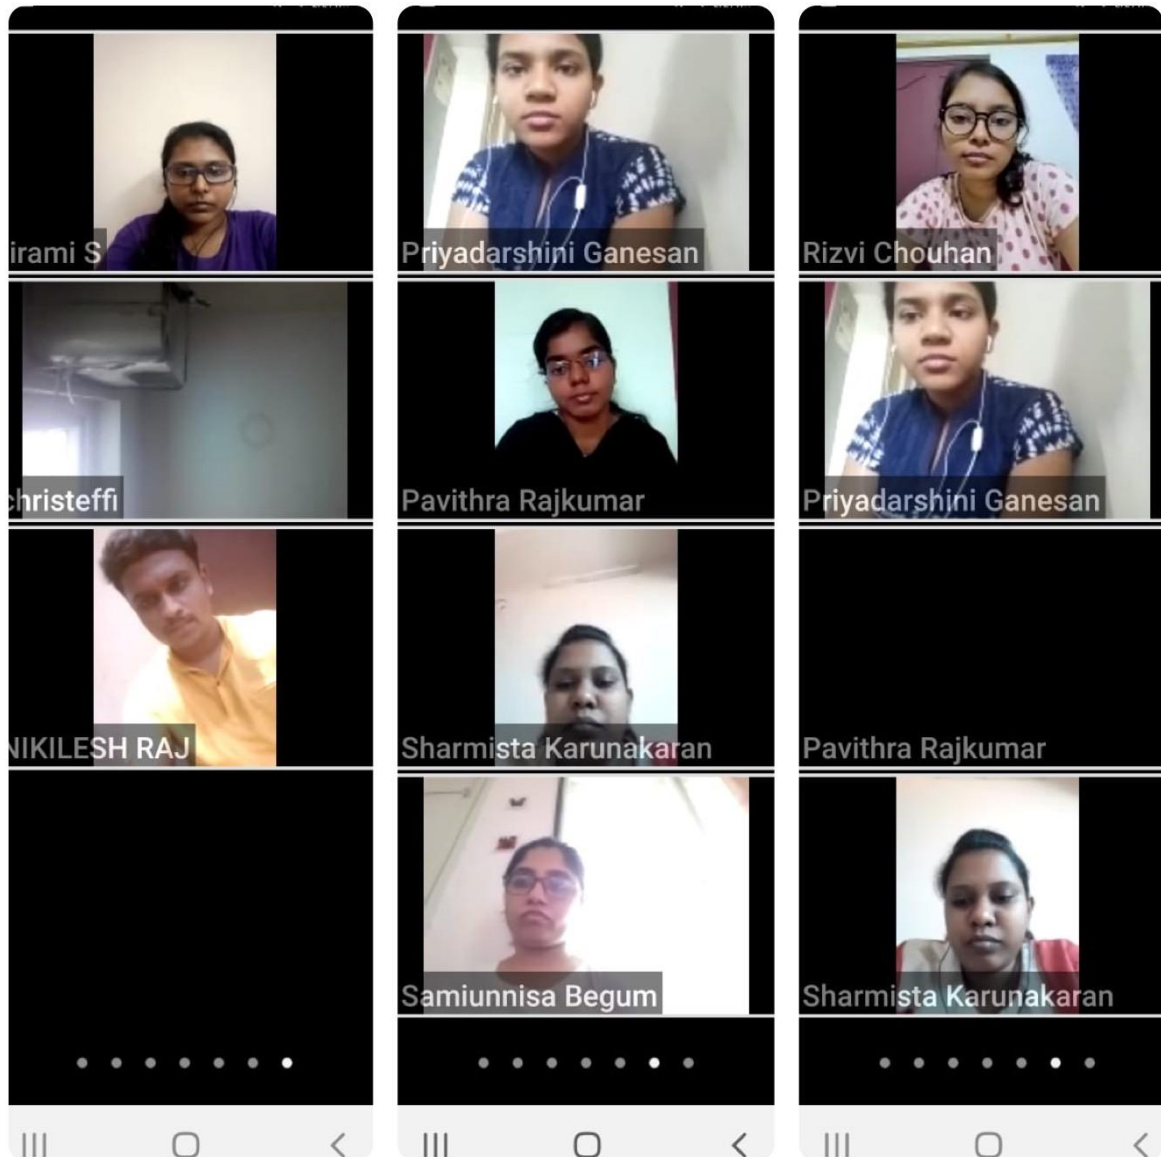 irami S
christeffi
NIKILESH RAJ
Priyadarshini Ganesan
Pavithra Rajkumar
Sharmista Karunakaran
Samiunnisa Begum
Rizvi Chouhan
Priyadarshini Ganesan
Pavithra Rajkumar
Sharmista Karunakaran